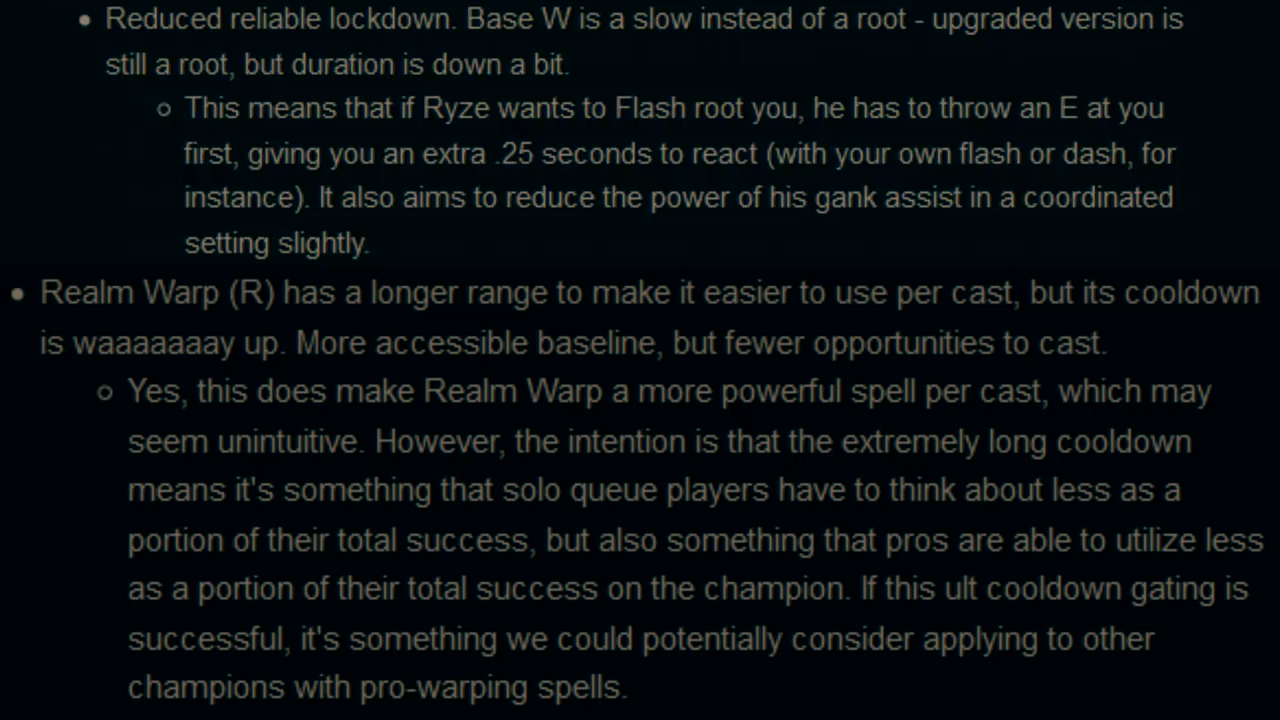 • Reduced reliable lockdown. Base W is a slow instead of a root - upgraded version is
still a root, but duration is down a bit.
○ This means that if Ryze wants to Flash root you, he has to throw an E at you
first, giving you an extra .25 seconds to react (with your own flash or dash, for
instance). It also aims to reduce the power of his gank assist in a coordinated
setting slightly.
• Realm Warp (R) has a longer range to make it easier to use per cast, but its cooldown
is waaaaaaay up. More accessible baseline, but fewer opportunities to cast.
○ Yes, this does make Realm Warp a more powerful spell per cast, which may
seem unintuitive. However, the intention is that the extremely long cooldown
means it's something that solo queue players have to think about less as a
portion of their total success, but also something that pros are able to utilize less
as a portion of their total success on the champion. If this ult cooldown gating is
successful, it's something we could potentially consider applying to other
champions with pro-warping spells.